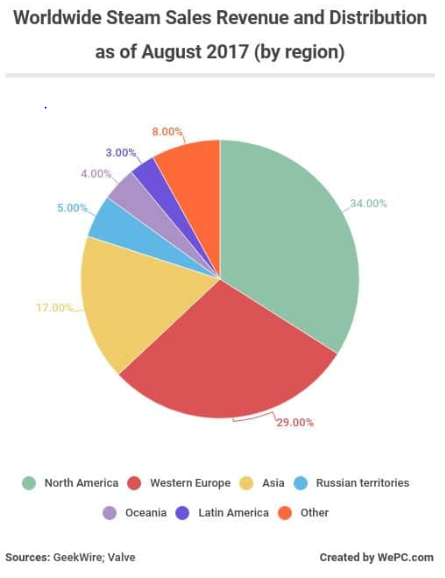 Worldwide Steam Sales Revenue and Distribution
as of August 2017 (by region)
8.00%
3.00%
4.00%
5.00%
34.00%
17.00%
29.00%
North America Western Europe Asia Russian territories
Oceania Latin America Other
Sources: GeekWire; Valve Created by WePC.com